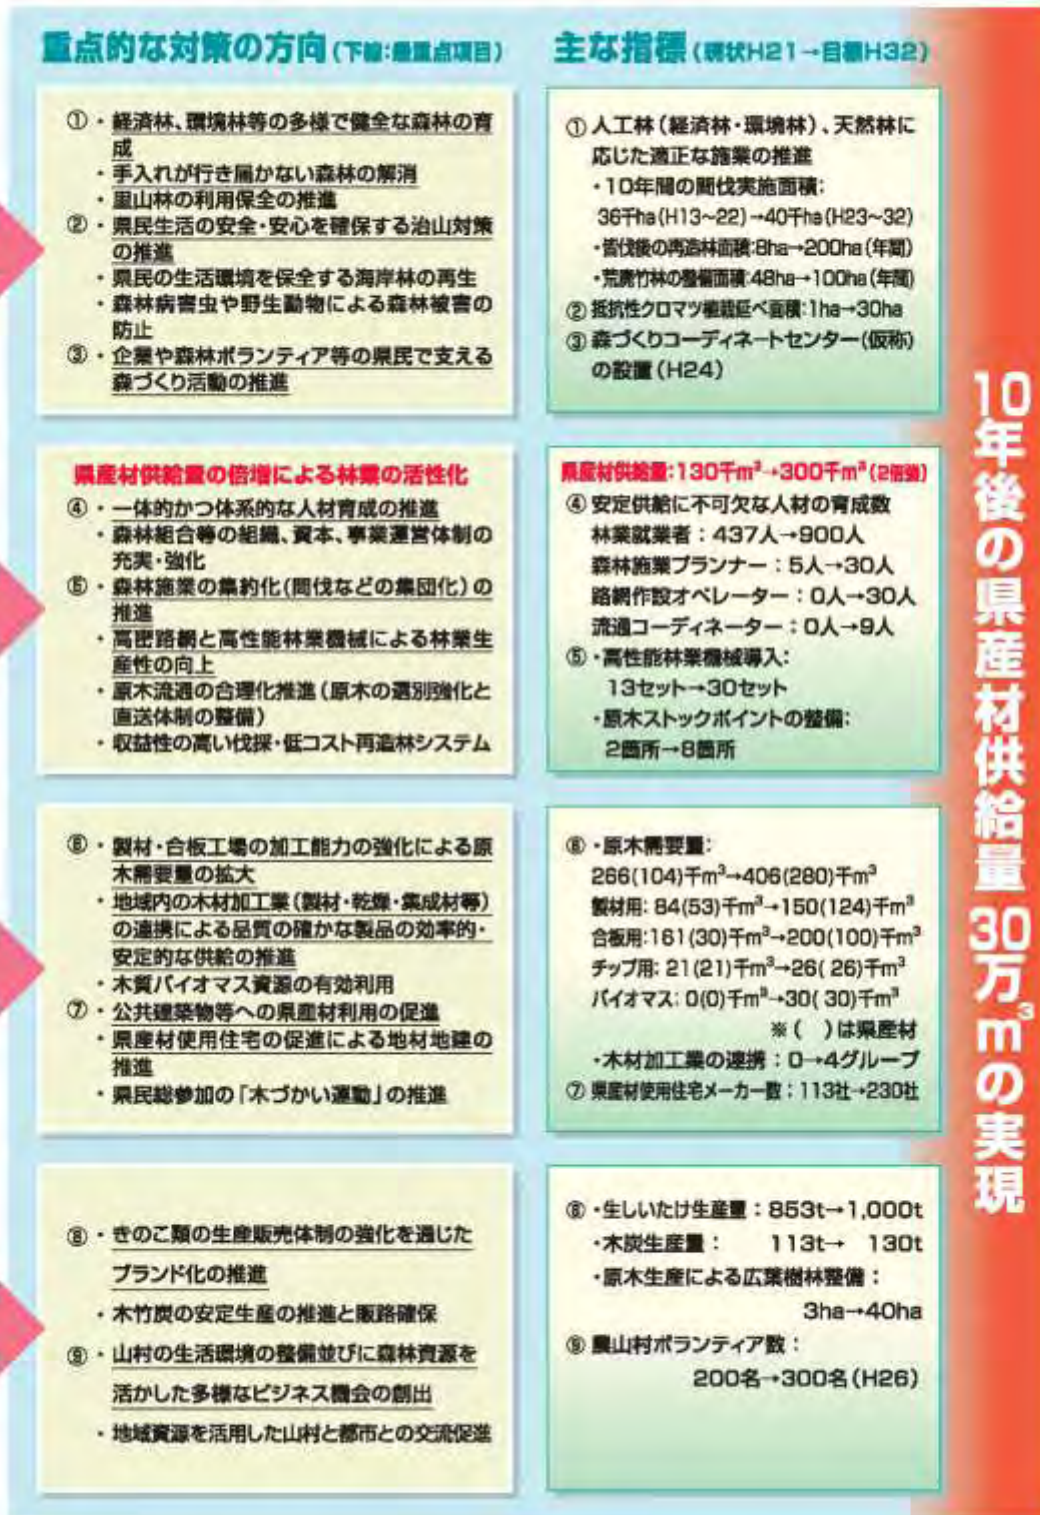 重点的な対策の方向(下線:最重点項目)
①・経済林、環境林等の多様で健全な森林の育
成
・手入れが行き届かない森林の解消
・里山林の利用保全の推進
②・県民生活の安全・安心を確保する治山対策
の推進
・県民の生活環境を保全する海岸林の再生
・森林病害虫や野生動物による森林被害の
防止
③・企業や森林ボランティア等の県民で支える
森づくり活動の推進
県産材供給量の倍増による林業の活性化
④・一体的かつ体系的な人材育成の推進
・森林組合等の組織、資本、事業運営体制の
充実・強化
⑤・森林施業の集約化(間伐などの集団化)の
推進
・高密路網と高性能林業機械による林業生
産性の向上
・原木流通の合理化推進(原木の選別強化と
直送体制の整備)
・収益性の高い伐採・低コスト再造林システム
⑥・製材・合板工場の加工能力の強化による原
木需要量の拡大
・地域内の木材加工業(製材・乾燥・集成材等)
の連携による品質の確かな製品の効率的・
安定的な供給の推進
・木質バイオマス資源の有効利用
⑦・公共建築物等への県産材利用の促進
・県産材使用住宅の促進による地材地建の
推進
・県民総参加の「木づかい運動」の推進
⑧・きのこ類の生産販売体制の強化を通じた
ブランド化の推進
・木竹炭の安定生産の推進と販路確保
⑨・山村の生活環境の整備並びに森林資源を
活かした多様なビジネス機会の創出
・地域資源を活用した山村と都市との交流促進
主な指標(現状H21→目標H32)
①人工林(経済林・環境林)、天然林に
応じた適正な施業の推進
・10年間の間伐実施面積:
36千ha(H13〜22)→40千ha(H23〜32)
・皆伐後の再造林面積:8ha→200ha(年間)
・荒廃竹林の整備面積:48ha→100ha(年間)
②抵抗性クロマツ植栽延べ面積:1ha→30ha
③森づくりコーディネートセンター(仮称)
の設置(H24)
県産材供給量:130千m³→300千m³(2倍強)
④安定供給に不可欠な人材の育成数
林業就業者:437人→900人
森林施業プランナー:5人→30人
路網作設オペレーター:0人→30人
流通コーディネーター:0人→9人
⑤・高性能林業機械導入:
13セット→30セット
・原木ストックポイントの整備:
2箇所→8箇所
⑥・原木需要量:
266(104)千m³→406(280)千m³
製材用:84(53)千m³→150(124)千m³
合板用:161(30)千m³→200(100)千m³
チップ用:21(21)千m³→26( 26)千m³
バイオマス:0(0)千m³→30( 30)千m³
※( )は県産材
・木材加工業の連携:0→4グループ
⑦県産材使用住宅メーカー数:113社→230社
⑧・生しいたけ生産量:853t→1,000t
・木炭生産量: 113t→ 130t
・原木生産による広葉樹林整備:
3ha→40ha
⑨農山村ボランティア数:
200名→300名(H26)
10年後の県産材供給量30万m³の実現